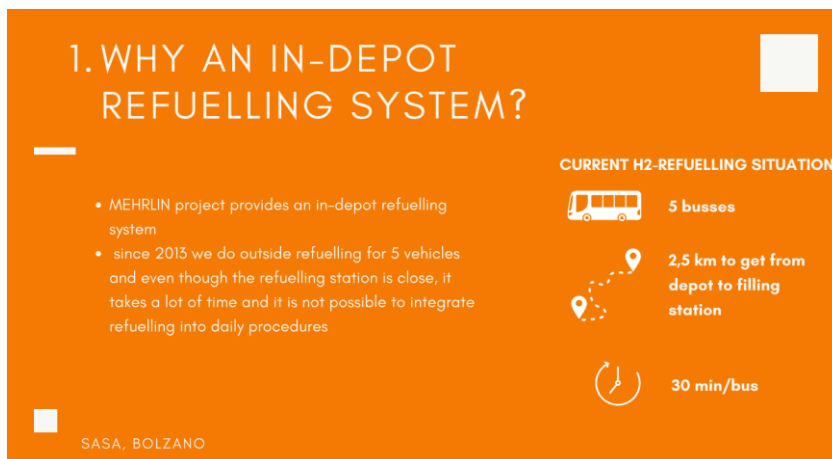 1. WHY AN IN-DEPOT
REFUELLING SYSTEM?
• MEHRLIN project provides an in-depot refuelling
system
• since 2013 we do outside refuelling for 5 vehicles
and even though the refuelling station is close, it
takes a lot of time and it is not possible to integrate
refuelling into daily procedures
CURRENT H2-REFUELLING SITUATION
5 busses
2,5 km to get from
depot to filling
station
30 min/bus
SASA, BOLZANO